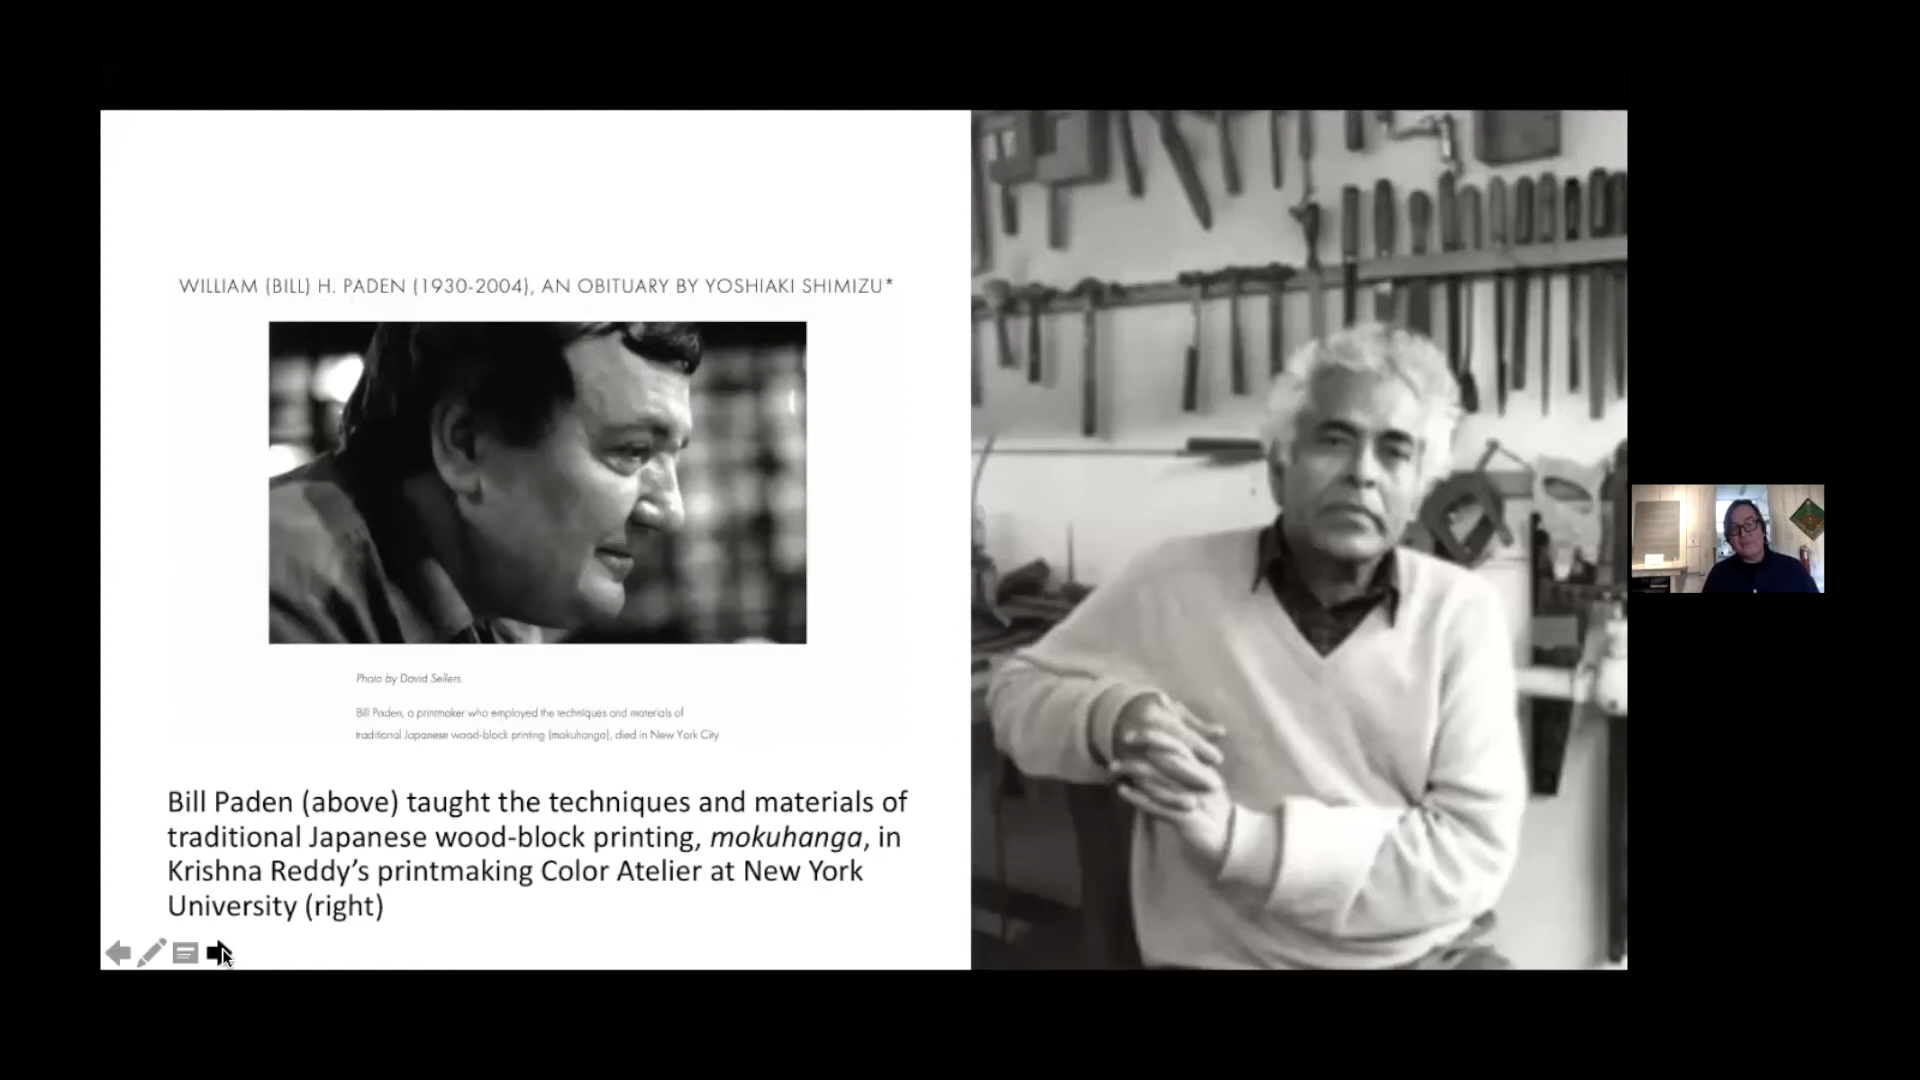 WILLIAM (BILL) H. PADEN (1930-2004), AN OBITUARY BY YOSHIAKI SHIMIZU*
Photo by David Sellers.
Bill Paden, a printmaker who employed the techniques and materials of
traditional Japanese wood-block printing (mokuhanga), died in New York City
Bill Paden (above) taught the techniques and materials of
traditional Japanese wood-block printing, mokuhanga, in
Krishna Reddy’s printmaking Color Atelier at New York
University (right)